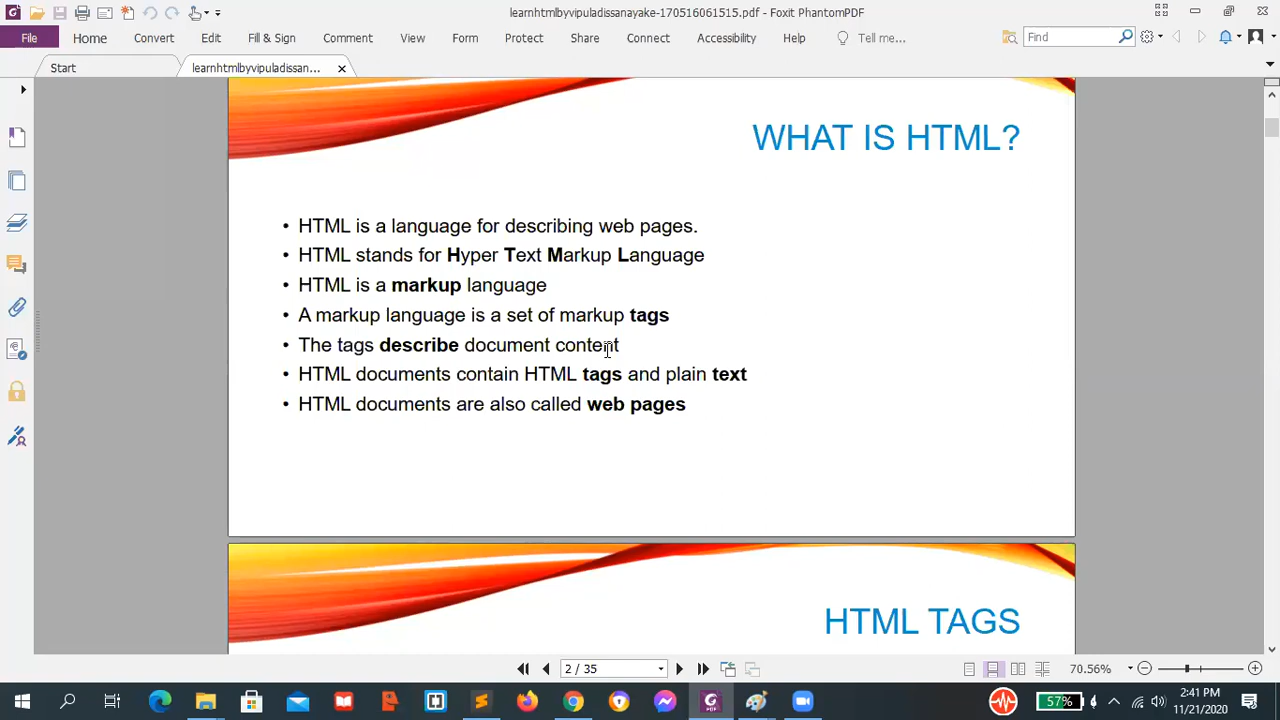 learnhtmlbyvipuladissanayake-170516061515.pdf - Foxit PhantomPDF
File Home Convert Edit Fill & Sign Comment View Form Protect Share Connect Accessibility Help Tell me... Find
Start learnhtmlbyvipuladissan...
WHAT IS HTML?
• HTML is a language for describing web pages.
• HTML stands for Hyper Text Markup Language
• HTML is a markup language
• A markup language is a set of markup tags
• The tags describe document content
• HTML documents contain HTML tags and plain text
• HTML documents are also called web pages
HTML TAGS
2 / 35 70.56%
57% 2:41 PM
11/21/2020